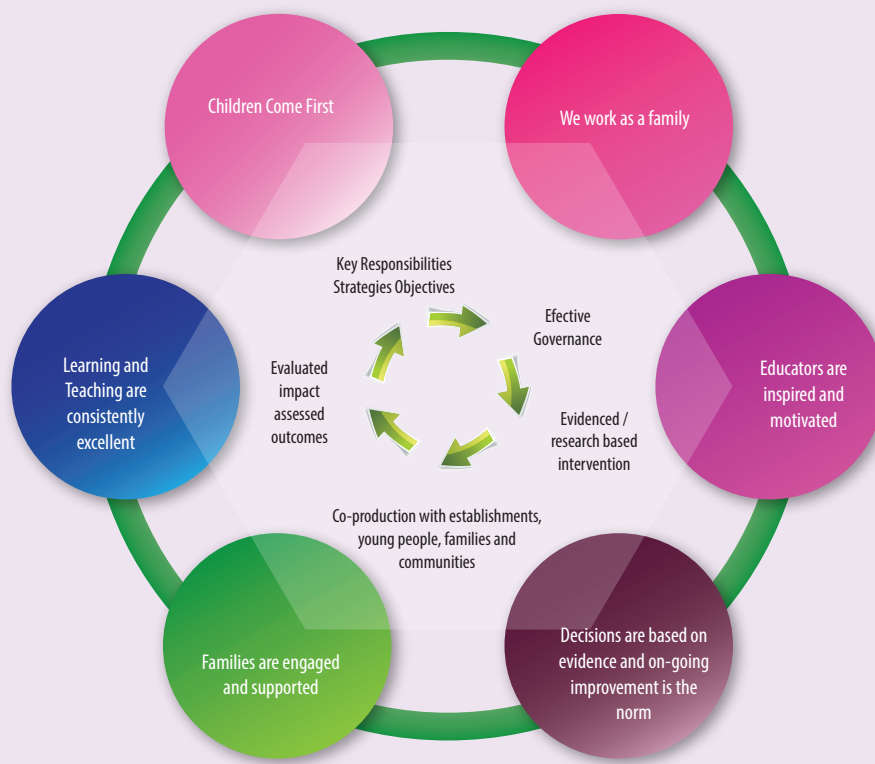 Children Come First
We work as a family
Key Responsibilities
Strategies Objectives
Efective
Governance
Learning and
Teaching are
consistently
excellent
Evaluated
impact
assessed
outcomes
Educators are
inspired and
motivated
Evidenced /
research based
intervention
Co-production with establishments,
young people, families and
communities
Families are engaged
and supported
Decisions are based on
evidence and on-going
improvement is the
norm